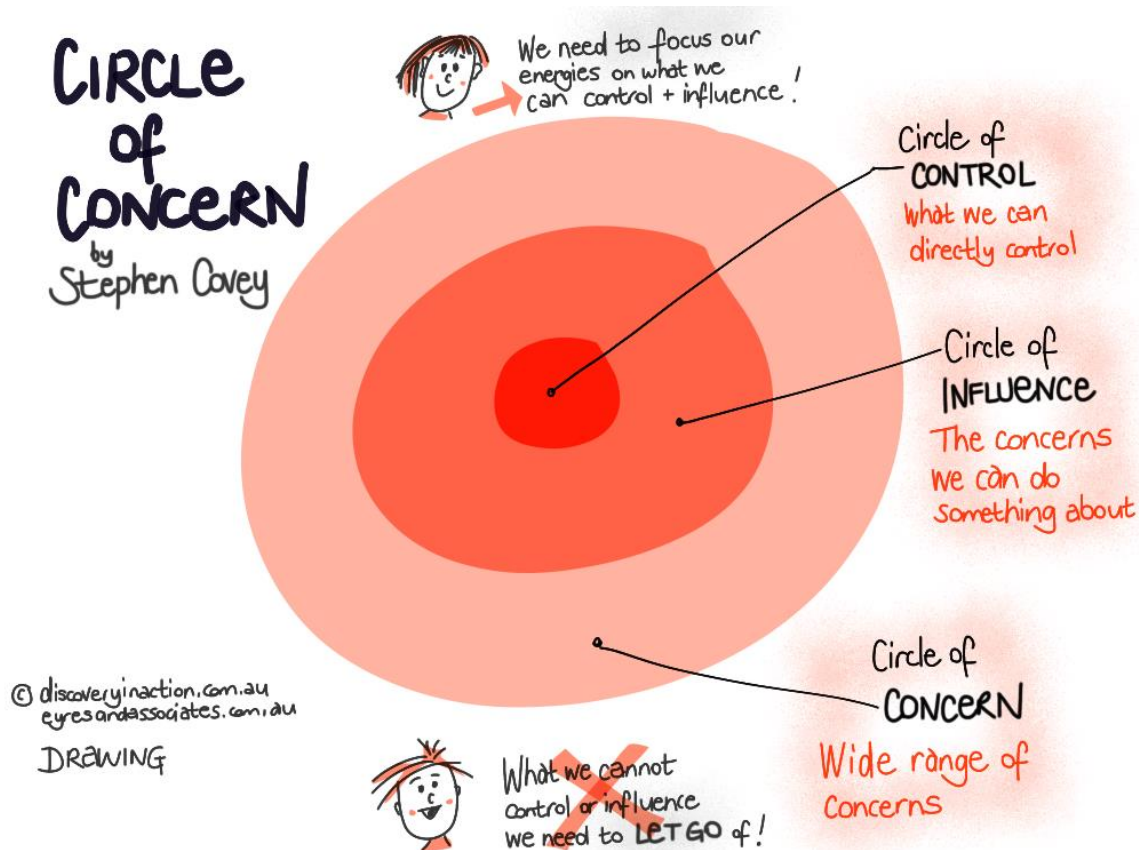 CIRCLE
of
CONCERN
by
Stephen Covey
We need to focus our
energies on what we
can control + influence!
Circle of
CONTROL
What we can
directly control
Circle of
INFLUENCE
The concerns
we can do
something about
Circle of
CONCERN
Wide range of
concerns
© discoveryinaction.com.au
eyresandassociates.com.au
DRAWING
What we cannot
control or influence
we need to LET GO of!